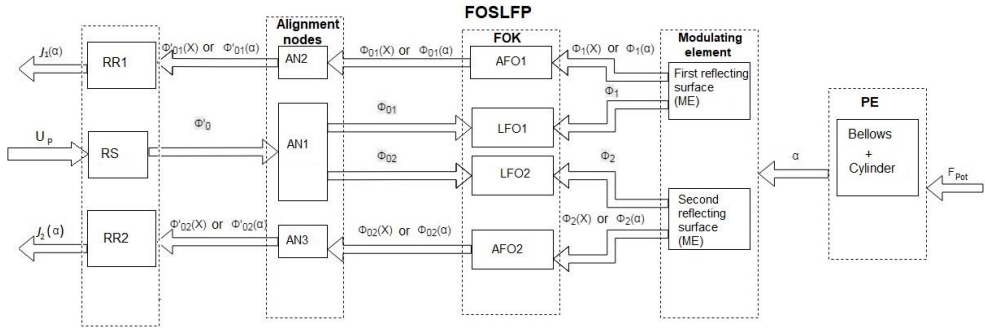 FOSLFP
Alignment
nodes
FOK
Modulating
element
PE
J₁(α)
RR1
Φ'₀₁(X) or Φ'₀₁(α)
AN2
Φ₀₁(X) or Φ₀₁(α)
AFO1
Φ₁(X) or Φ₁(α)
First reflecting
surface
(ME)
Uₚ
RS
Φ'₀
AN1
Φ₀₁
LFO1
Φ₁
Φ₀₂
LFO2
Φ₂
α
Bellows
+
Cylinder
F_Pot
J₂(α)
RR2
Φ'₀₂(X) or Φ'₀₂(α)
AN3
Φ₀₂(X) or Φ₀₂(α)
AFO2
Φ₂(X) or Φ₂(α)
Second
reflecting
surface
(ME)